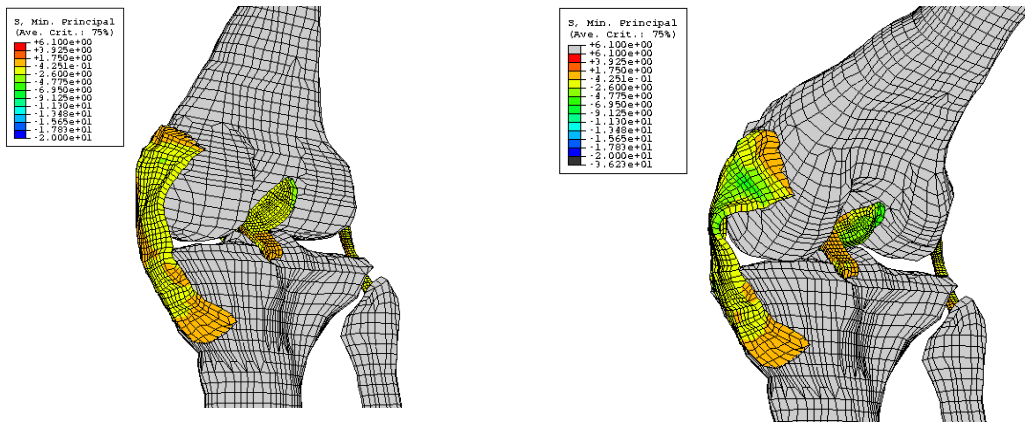 S, Min. Principal
(Ave. Crit.: 75%)
+6.100e+00
+3.925e+00
+1.750e+00
-4.251e-01
-2.600e+00
-4.775e+00
-6.950e+00
-9.125e+00
-1.130e+01
-1.348e+01
-1.565e+01
-1.783e+01
-2.000e+01
S, Min. Principal
(Ave. Crit.: 75%)
+6.100e+00
+6.100e+00
+3.925e+00
+1.750e+00
-4.251e-01
-2.600e+00
-4.775e+00
-6.950e+00
-9.125e+00
-1.130e+01
-1.348e+01
-1.565e+01
-1.783e+01
-2.000e+01
-3.623e+01